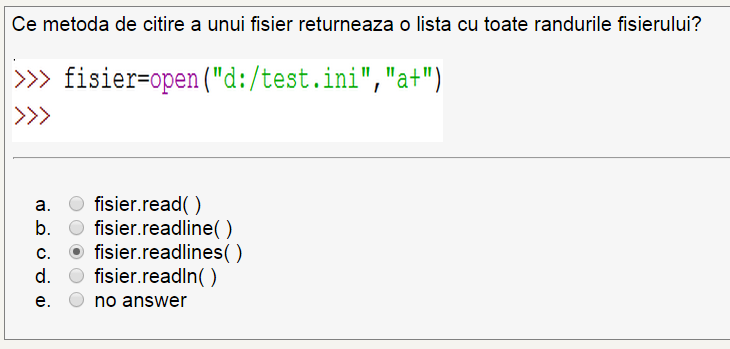 Ce metoda de citire a unui fisier returneaza o lista cu toate randurile fisierului?
>>> fisier=open("d:/test.ini","a+")
>>>
a. fisier.read( )
b. fisier.readline( )
c. fisier.readlines( )
d. fisier.readln( )
e. no answer